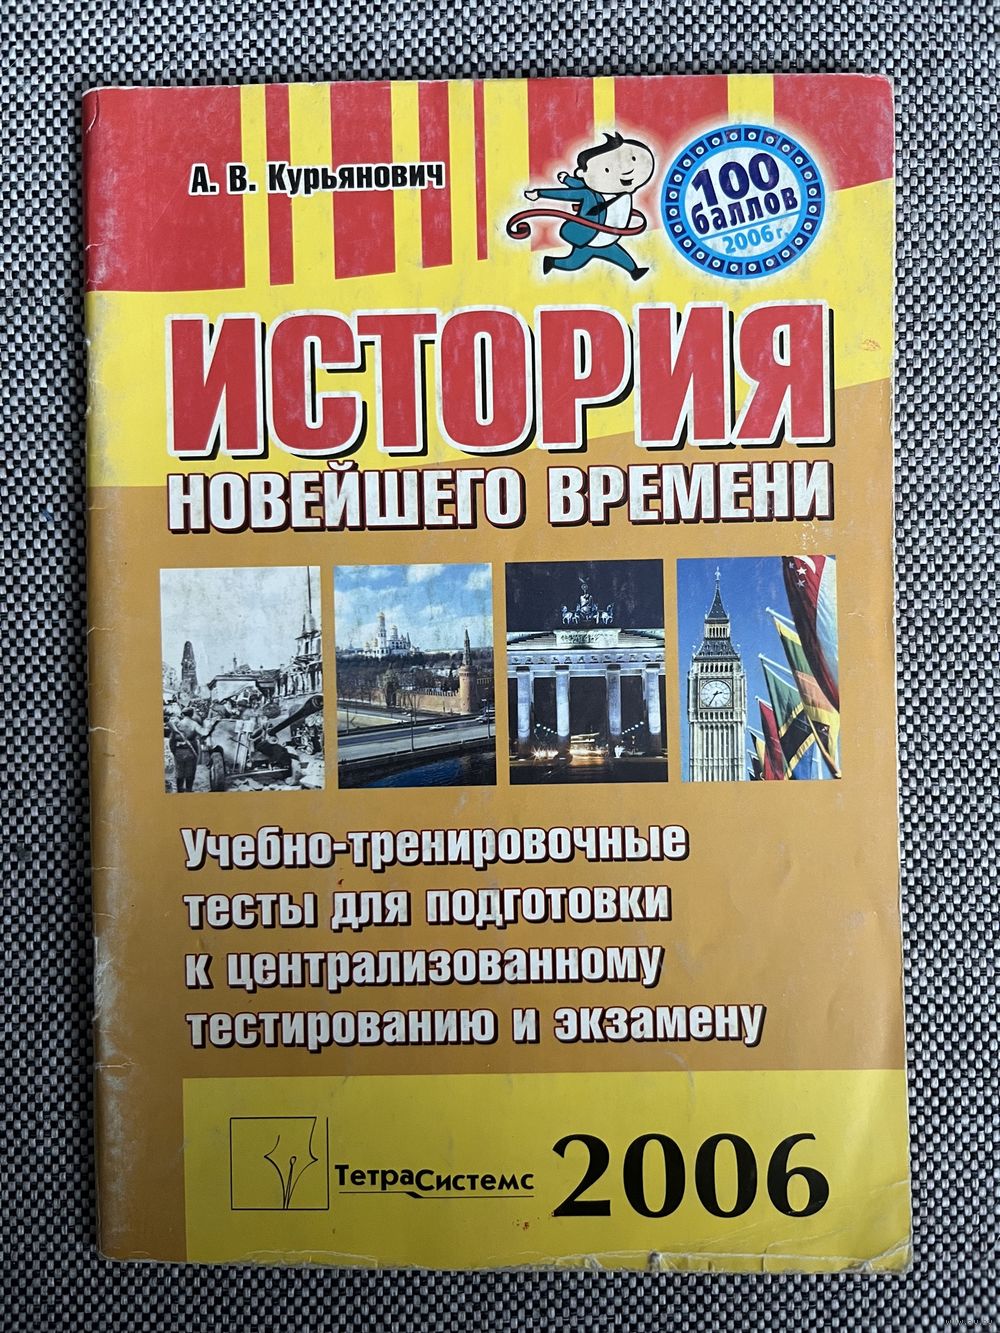 А. В. Курьянович
100
баллов
2006 г.
ИСТОРИЯ
НОВЕЙШЕГО ВРЕМЕНИ
Учебно-тренировочные
тесты для подготовки
к централизованному
тестированию и экзамену
ТетраСистемс
2006